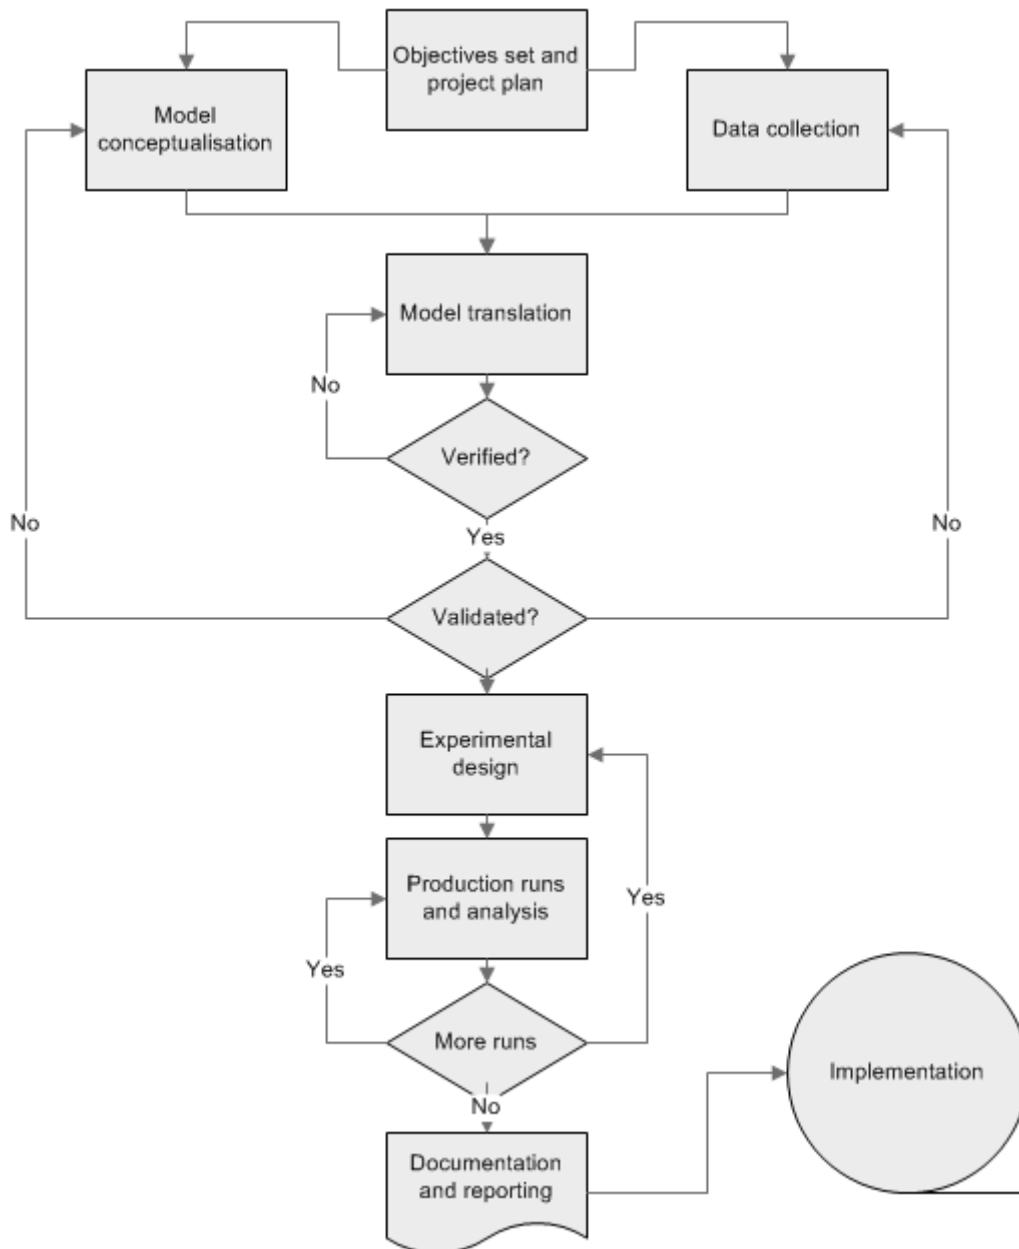 Objectives set and
project plan
Model
conceptualisation
Data collection
Model translation
No
Verified?
No
Yes
No
Validated?
Experimental
design
Production runs
and analysis
Yes
Yes
More runs
Implementation
No
Documentation
and reporting